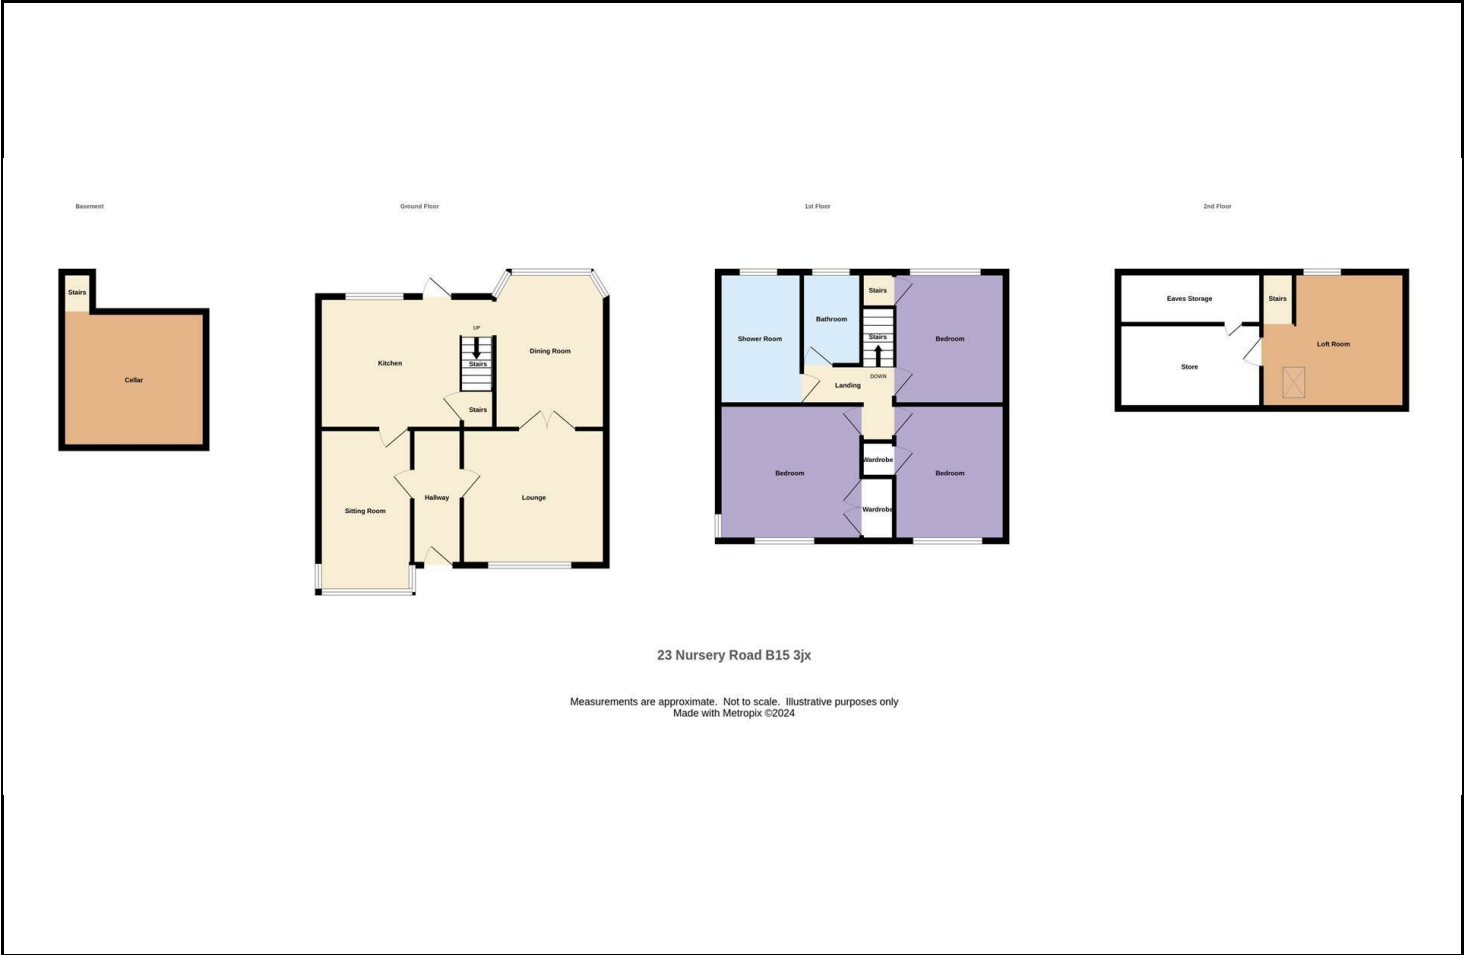 Basement
Ground Floor
1st Floor
2nd Floor
Stairs
Cellar
UP
Kitchen
Stairs
Dining Room
Stairs
Sitting Room
Hallway
Lounge
Stairs
Bathroom
Shower Room
Stairs
Bedroom
DOWN
Landing
Bedroom
Wardrobe
Bedroom
Wardrobe
Eaves Storage
Stairs
Loft Room
Store
23 Nursery Road B15 3jx
Measurements are approximate. Not to scale. Illustrative purposes only
Made with Metropix ©2024